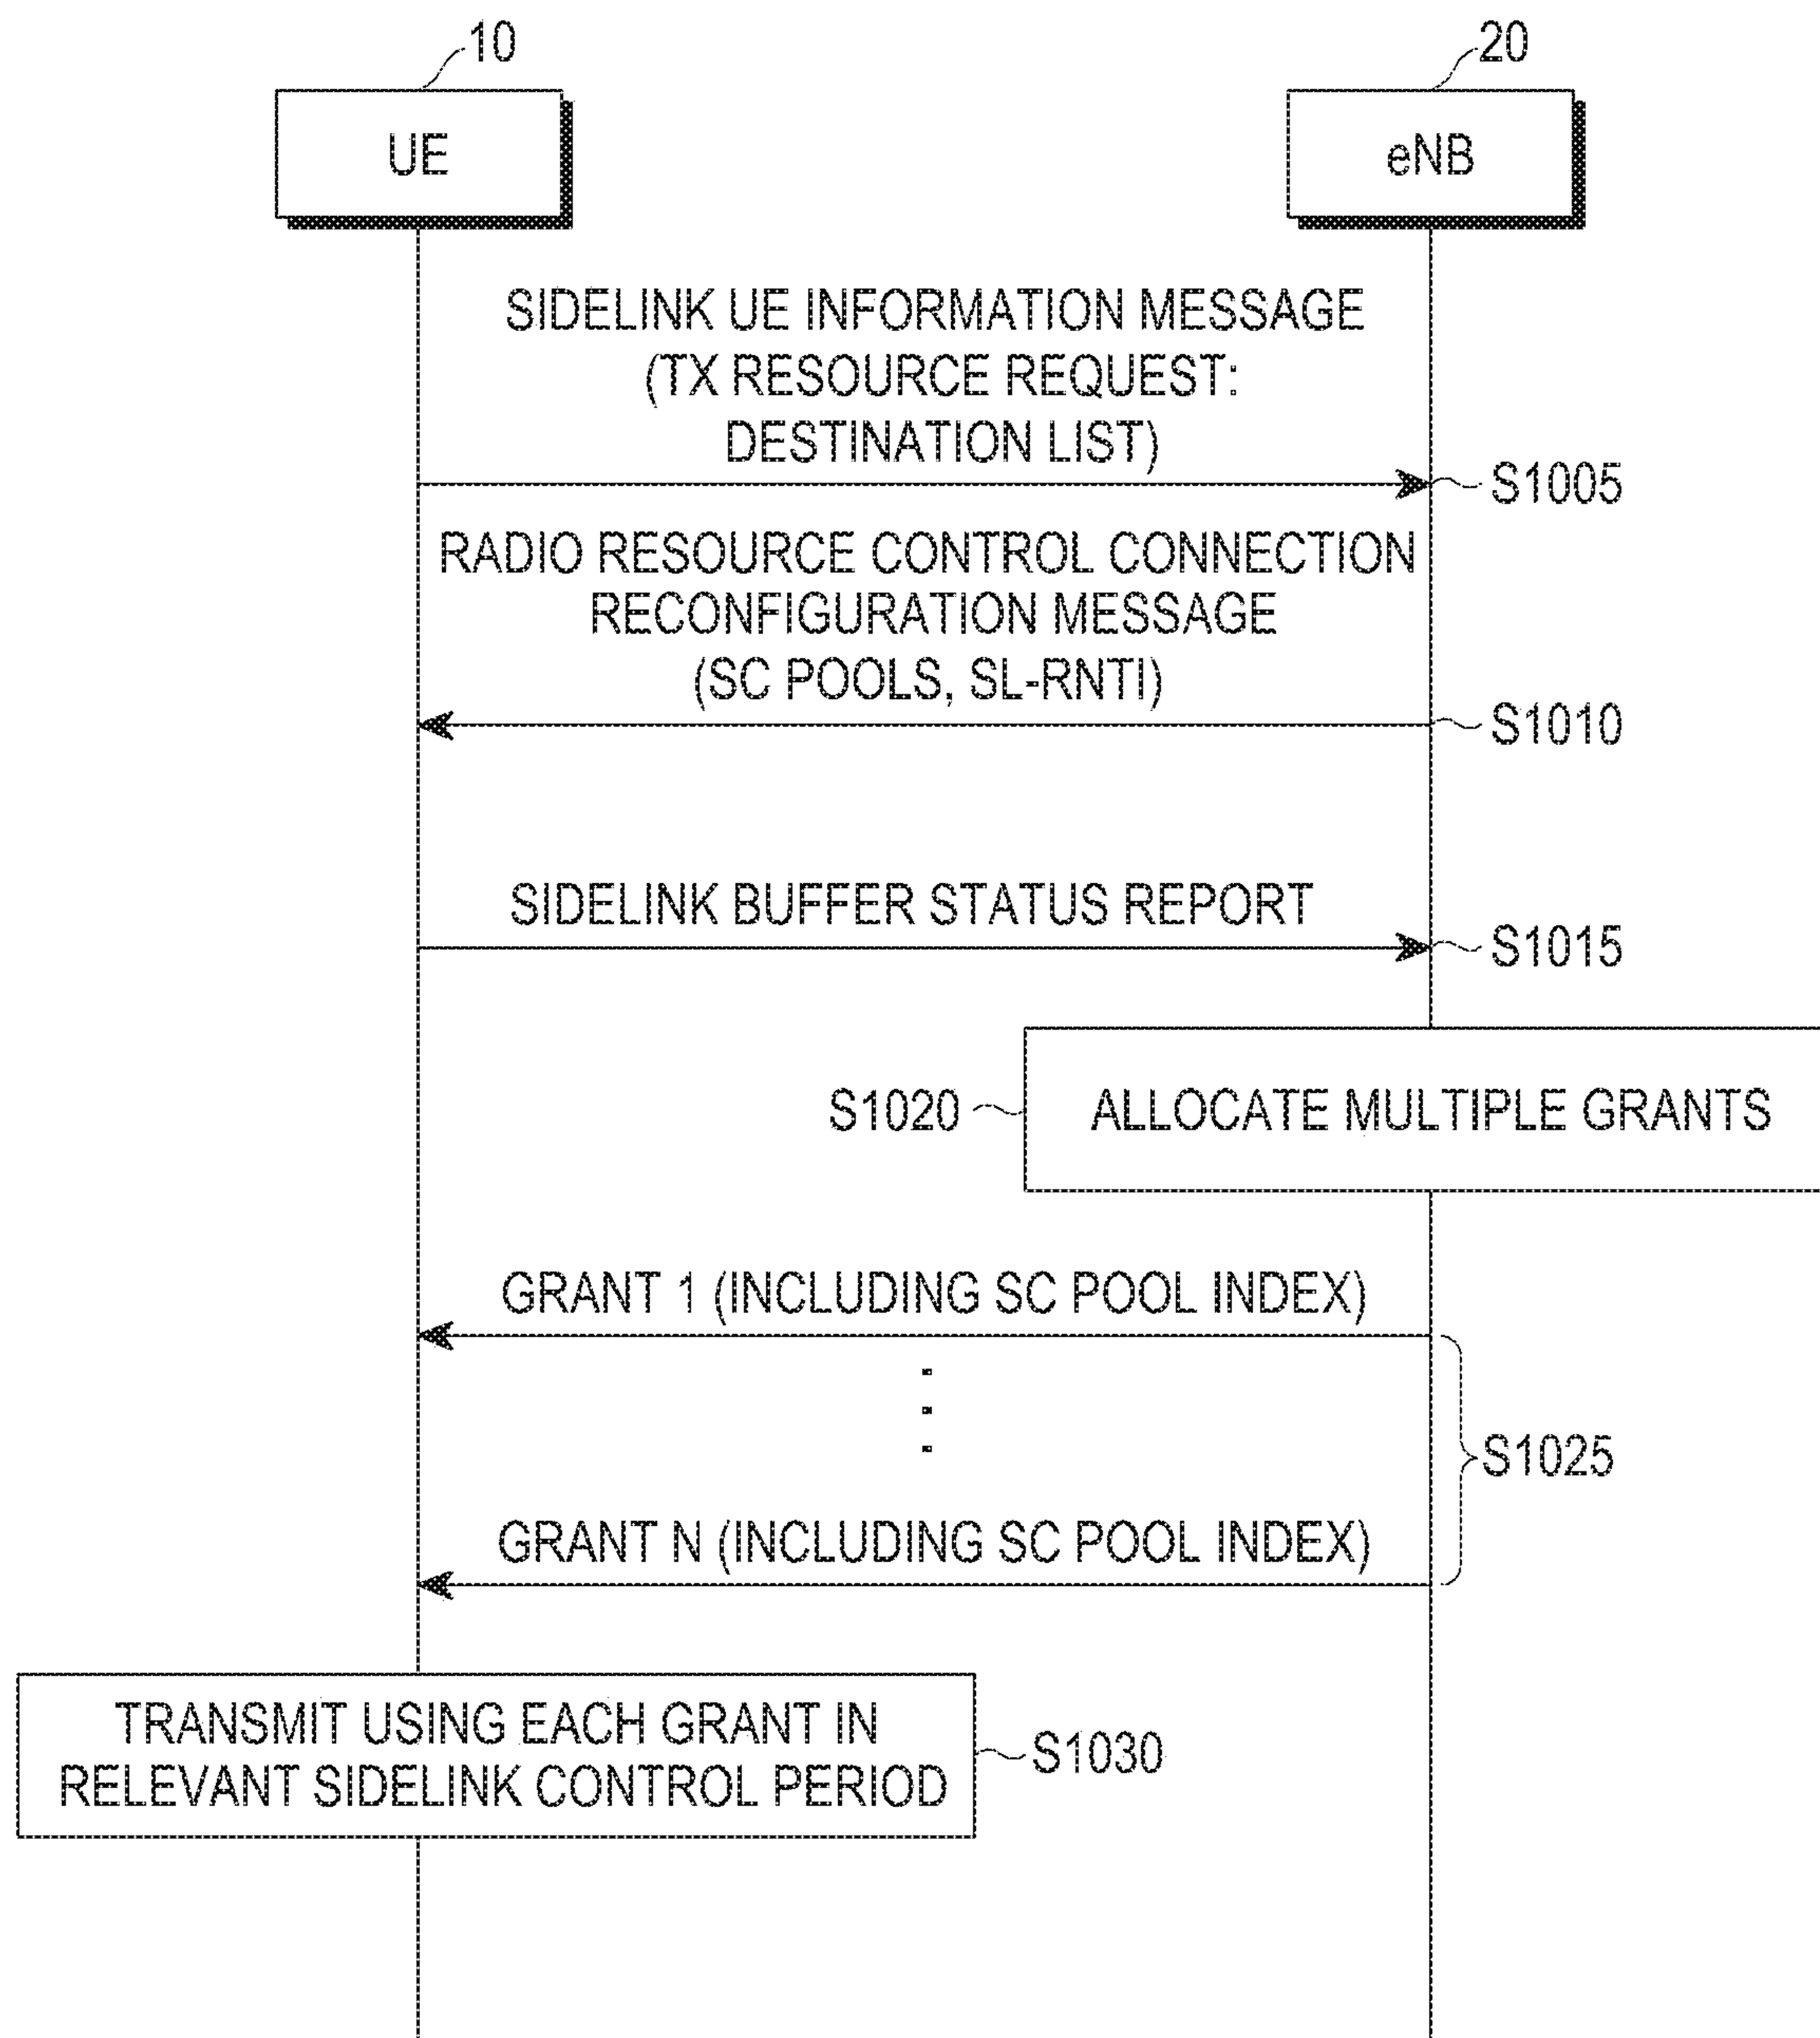 10
20
UE
eNB
SIDELINK UE INFORMATION MESSAGE
(TX RESOURCE REQUEST:
DESTINATION LIST)
S1005
RADIO RESOURCE CONTROL CONNECTION
RECONFIGURATION MESSAGE
(SC POOLS, SL-RNTI)
S1010
SIDELINK BUFFER STATUS REPORT
S1015
S1020
ALLOCATE MULTIPLE GRANTS
GRANT 1 (INCLUDING SC POOL INDEX)
S1025
GRANT N (INCLUDING SC POOL INDEX)
TRANSMIT USING EACH GRANT IN
RELEVANT SIDELINK CONTROL PERIOD
S1030